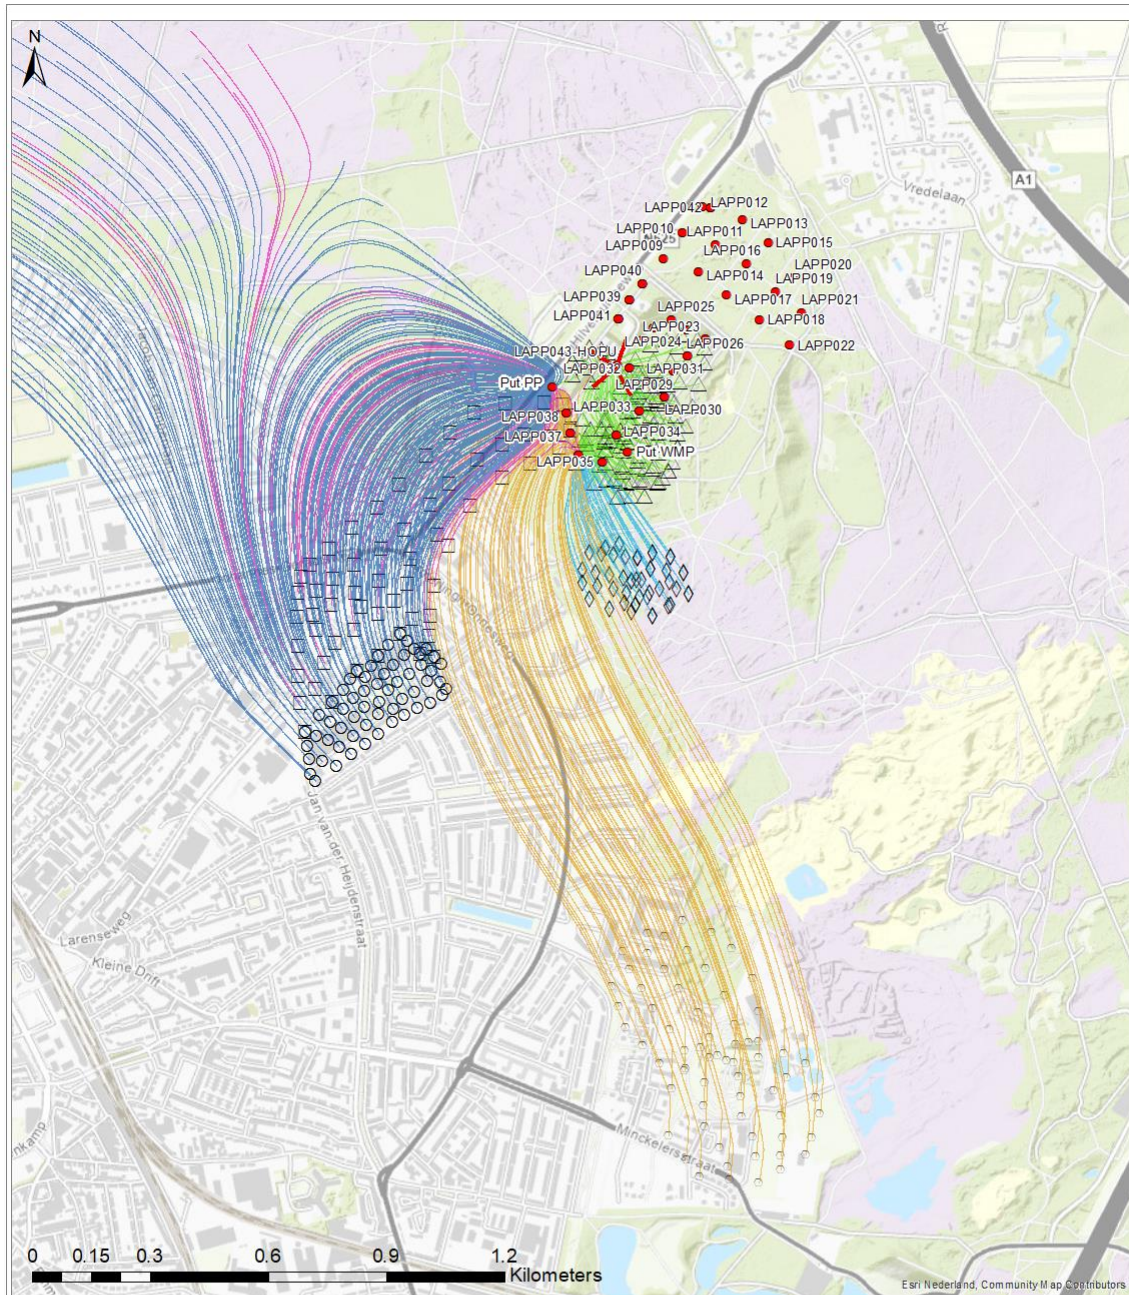 N
A1
Vredelaan
LAPP042
LAPP012
LAPP013
LAPP010
LAPP011
LAPP015
LAPP009
LAPP016
LAPP020
LAPP040
LAPP014
LAPP019
LAPP039
LAPP017
LAPP021
LAPP025
LAPP041
LAPP018
LAPP023
LAPP024
LAPP026
LAPP022
LAPP043-HOPU
LAPP032
LAPP031
Put PP
LAPP029
LAPP033
LAPP030
LAPP038
LAPP037
LAPP034
Put WMP
LAPP035
Jan van der Heijdenstraat
Larenseweg
Kleine Drift
Minckelersstraat
nkamp
0 0.15 0.3 0.6 0.9 1.2
Kilometers
Esri Nederland, Community Map Contributors